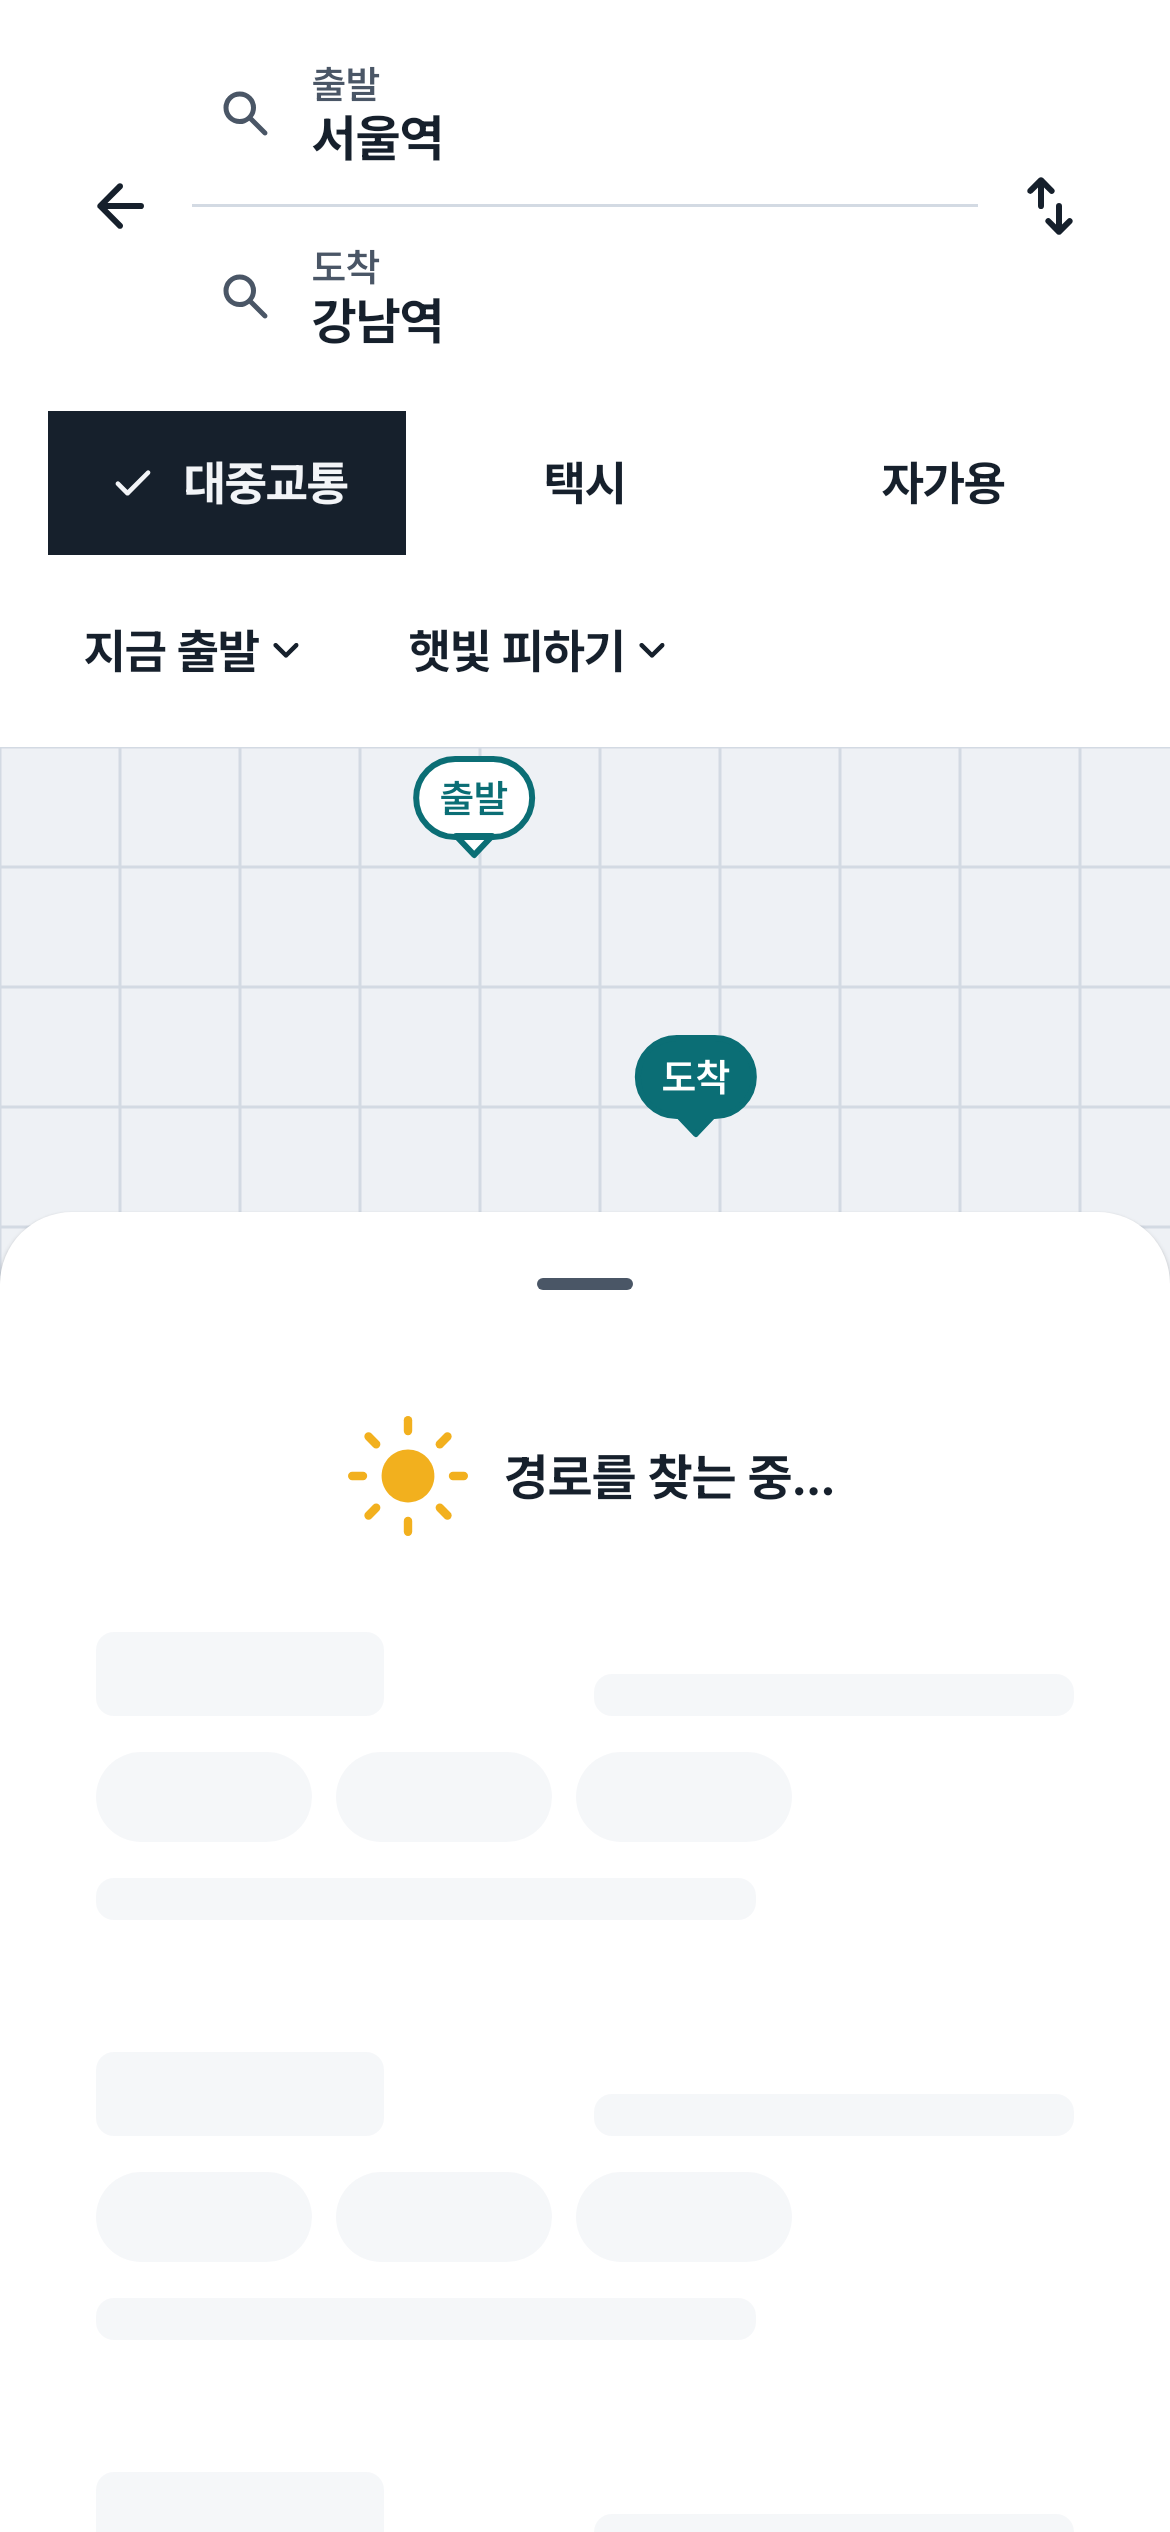 출발
서울역
도착
강남역
대중교통 택시 자가용
지금 출발 햇빛 피하기
출발
도착
경로를 찾는 중...